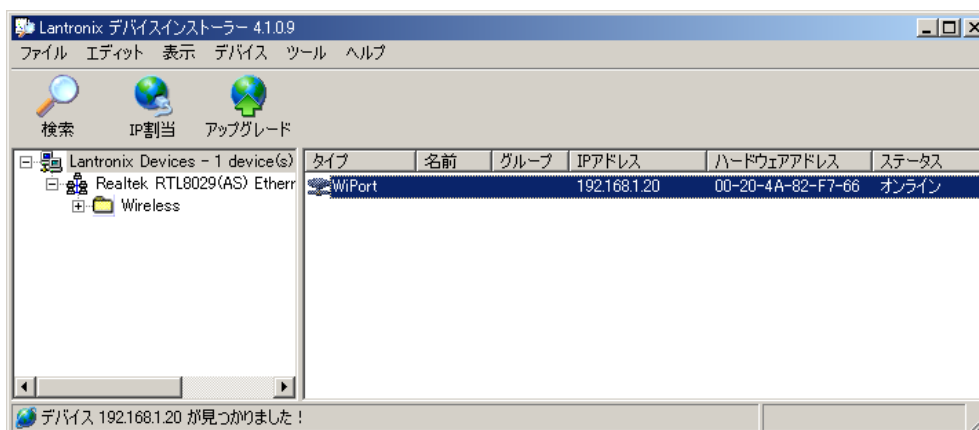 Lantronix デバイスインストーラー 4.1.0.9
ファイル エディット 表示 デバイス ツール ヘルプ
検索 IP割当 アップグレード
Lantronix Devices - 1 device(s)
Realtek RTL8029(AS) Etherr
Wireless
タイプ 名前 グループ IPアドレス ハードウェアアドレス ステータス
WiPort 192.168.1.20 00-20-4A-82-F7-66 オンライン
デバイス 192.168.1.20 が見つかりました！